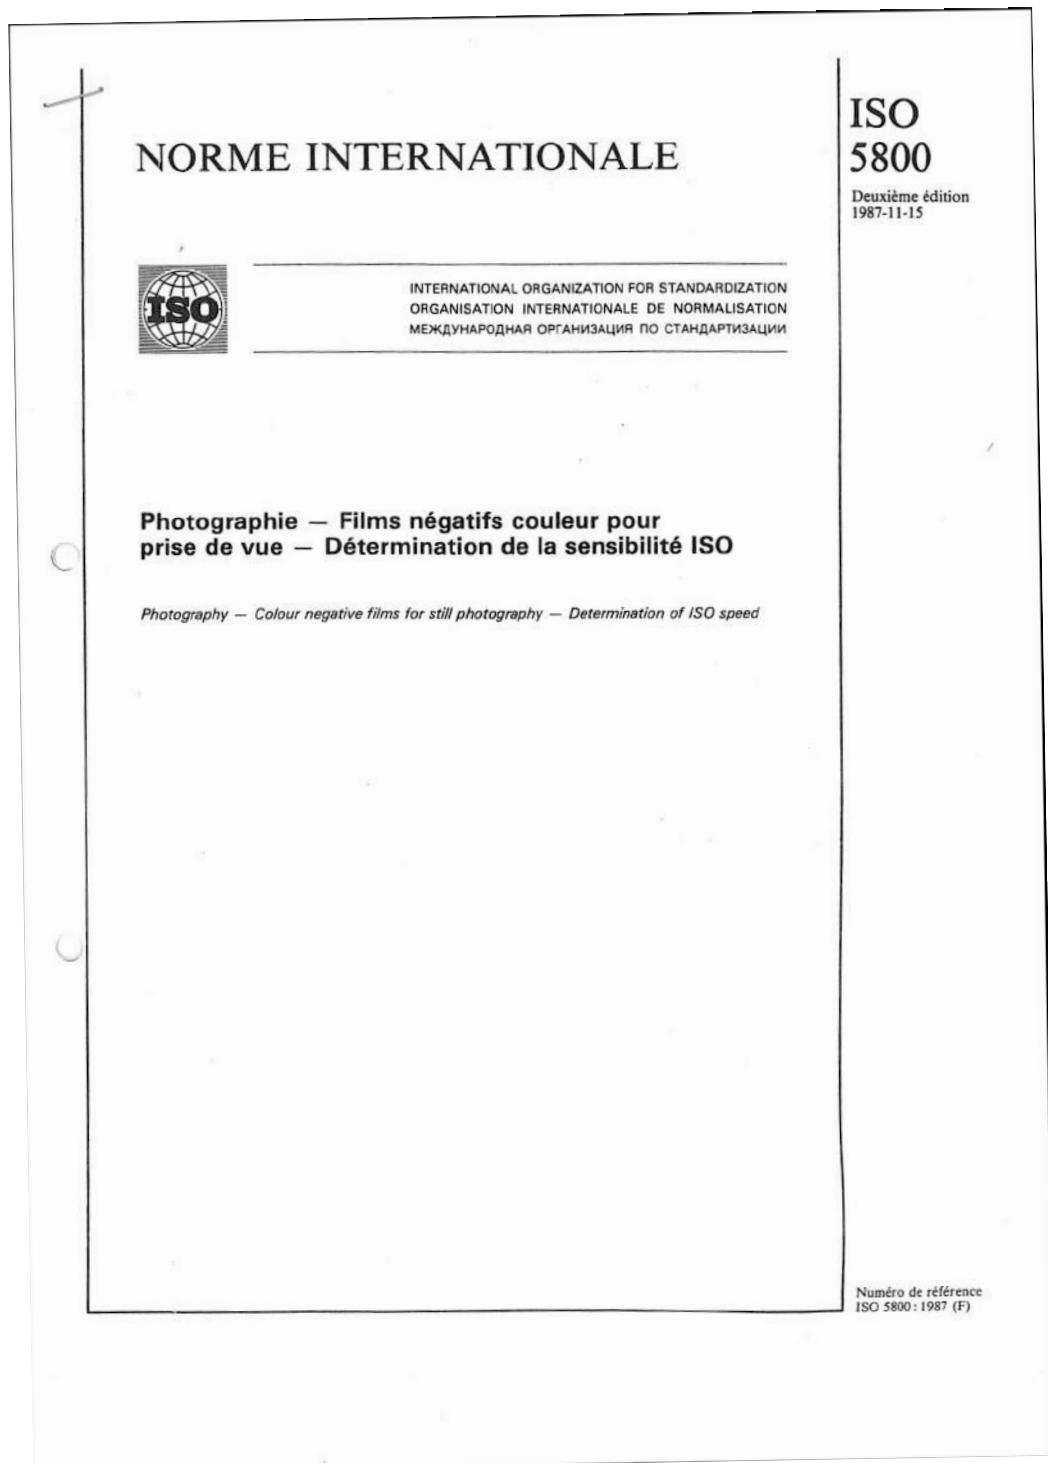 NORME INTERNATIONALE
ISO
5800
Deuxième édition
1987-11-15
ISO
INTERNATIONAL ORGANIZATION FOR STANDARDIZATION
ORGANISATION INTERNATIONALE DE NORMALISATION
МЕЖДУНАРОДНАЯ ОРГАНИЗАЦИЯ ПО СТАНДАРТИЗАЦИИ
Photographie — Films négatifs couleur pour
prise de vue — Détermination de la sensibilité ISO
Photography — Colour negative films for still photography — Determination of ISO speed
Numéro de référence
ISO 5800 : 1987 (F)